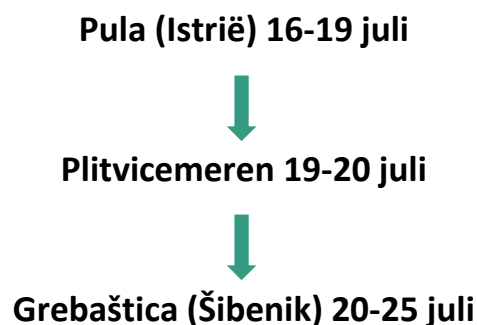 Pula (Istrië) 16-19 juli
Plitvicemeren 19-20 juli
Grebaštica (Šibenik) 20-25 juli